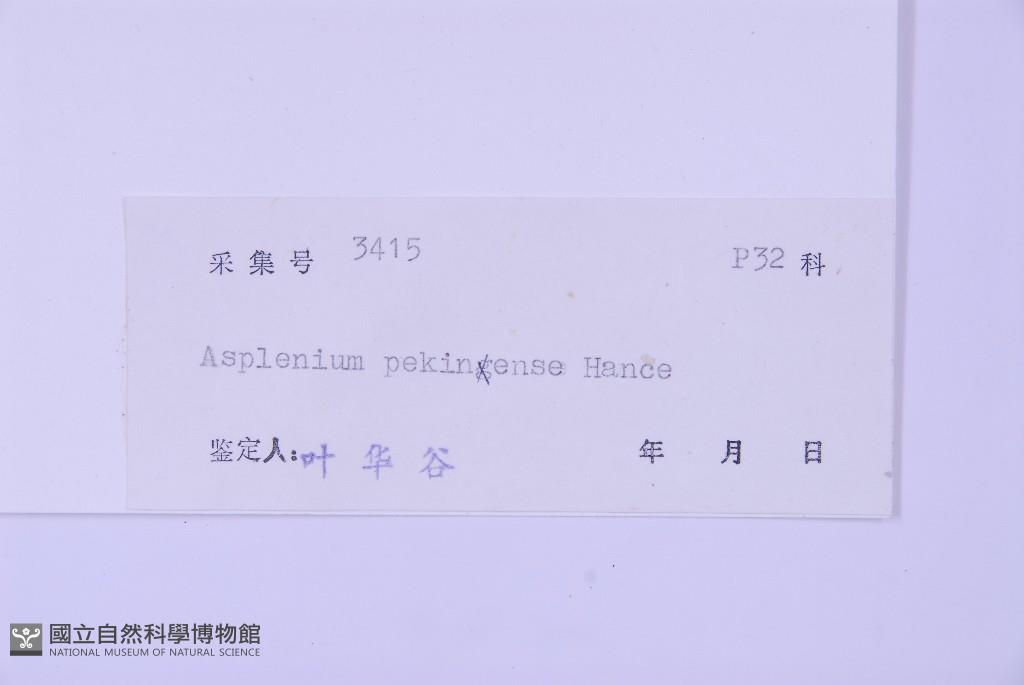 采集号 3415 P32 科
Asplenium pekingense Hance
鉴定人: 叶华谷 年 月 日
國立自然科學博物館
NATIONAL MUSEUM OF NATURAL SCIENCE